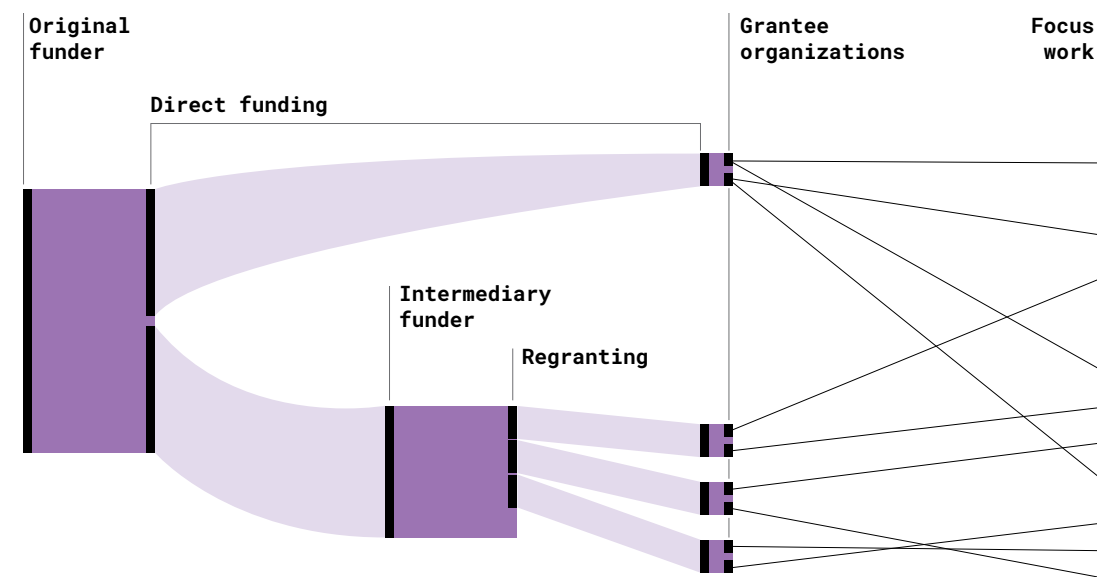 Original
funder
Direct funding
Intermediary
funder
Regranting
Grantee
organizations
Focus
work